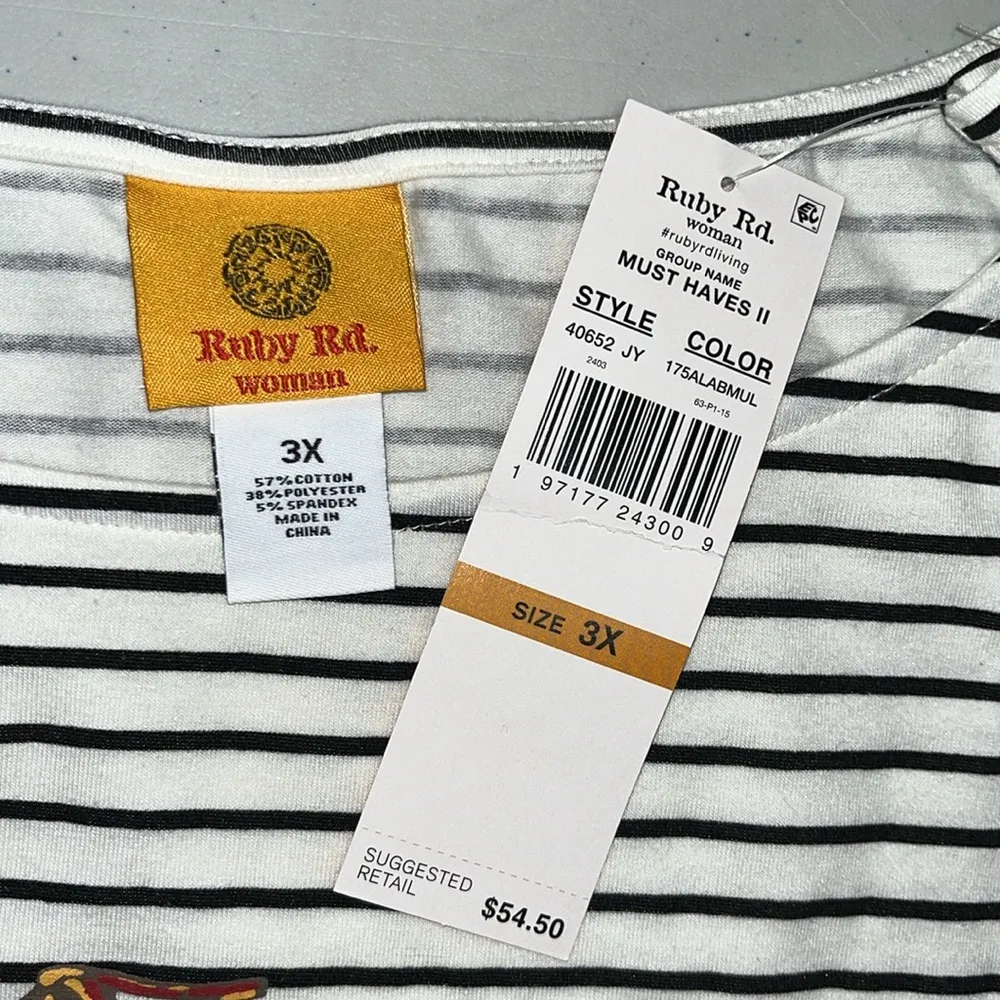 Ruby Rd.
woman
3X
57% COTTON
38% POLYESTER
5% SPANDEX
MADE IN
CHINA
Ruby Rd.
woman
#rubyrdliving
GROUP NAME
MUST HAVES II
STYLE COLOR
40652 JY 175ALABMUL
2403 63-P1-15
1 97177 24300 9
SIZE 3X
SUGGESTED
RETAIL
$54.50